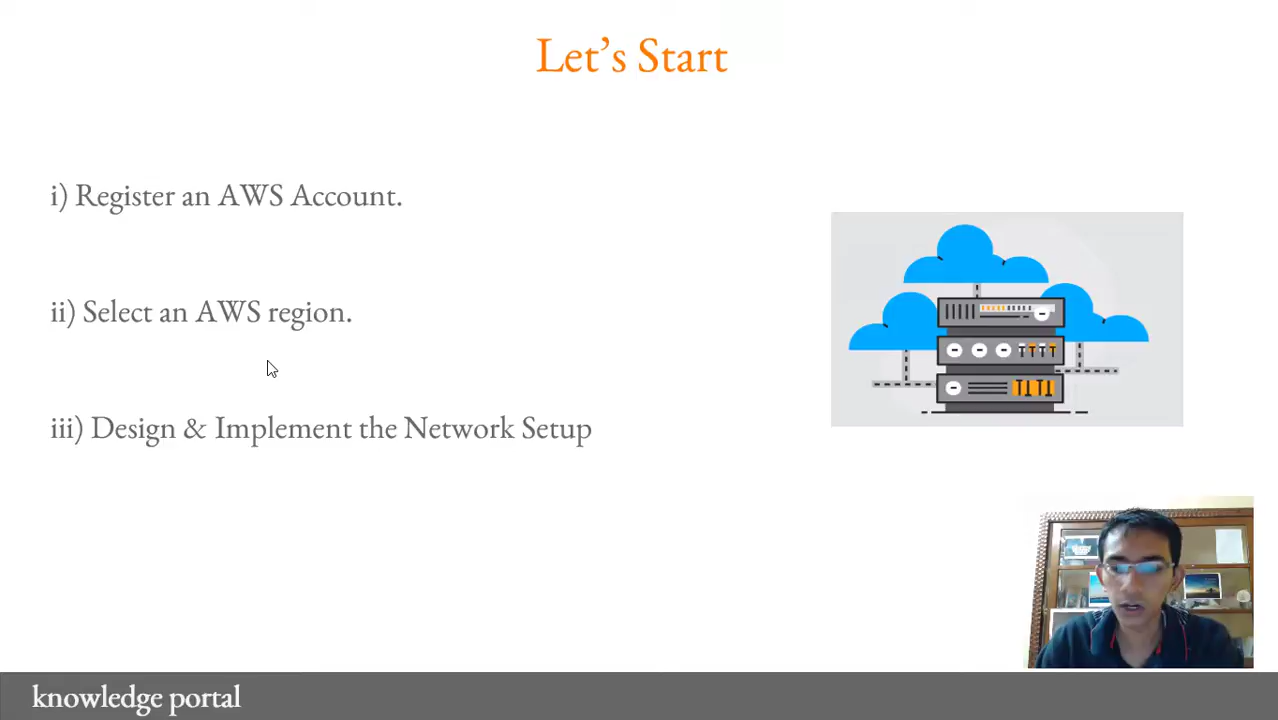 Let’s Start
i) Register an AWS Account.
ii) Select an AWS region.
iii) Design & Implement the Network Setup
knowledge portal